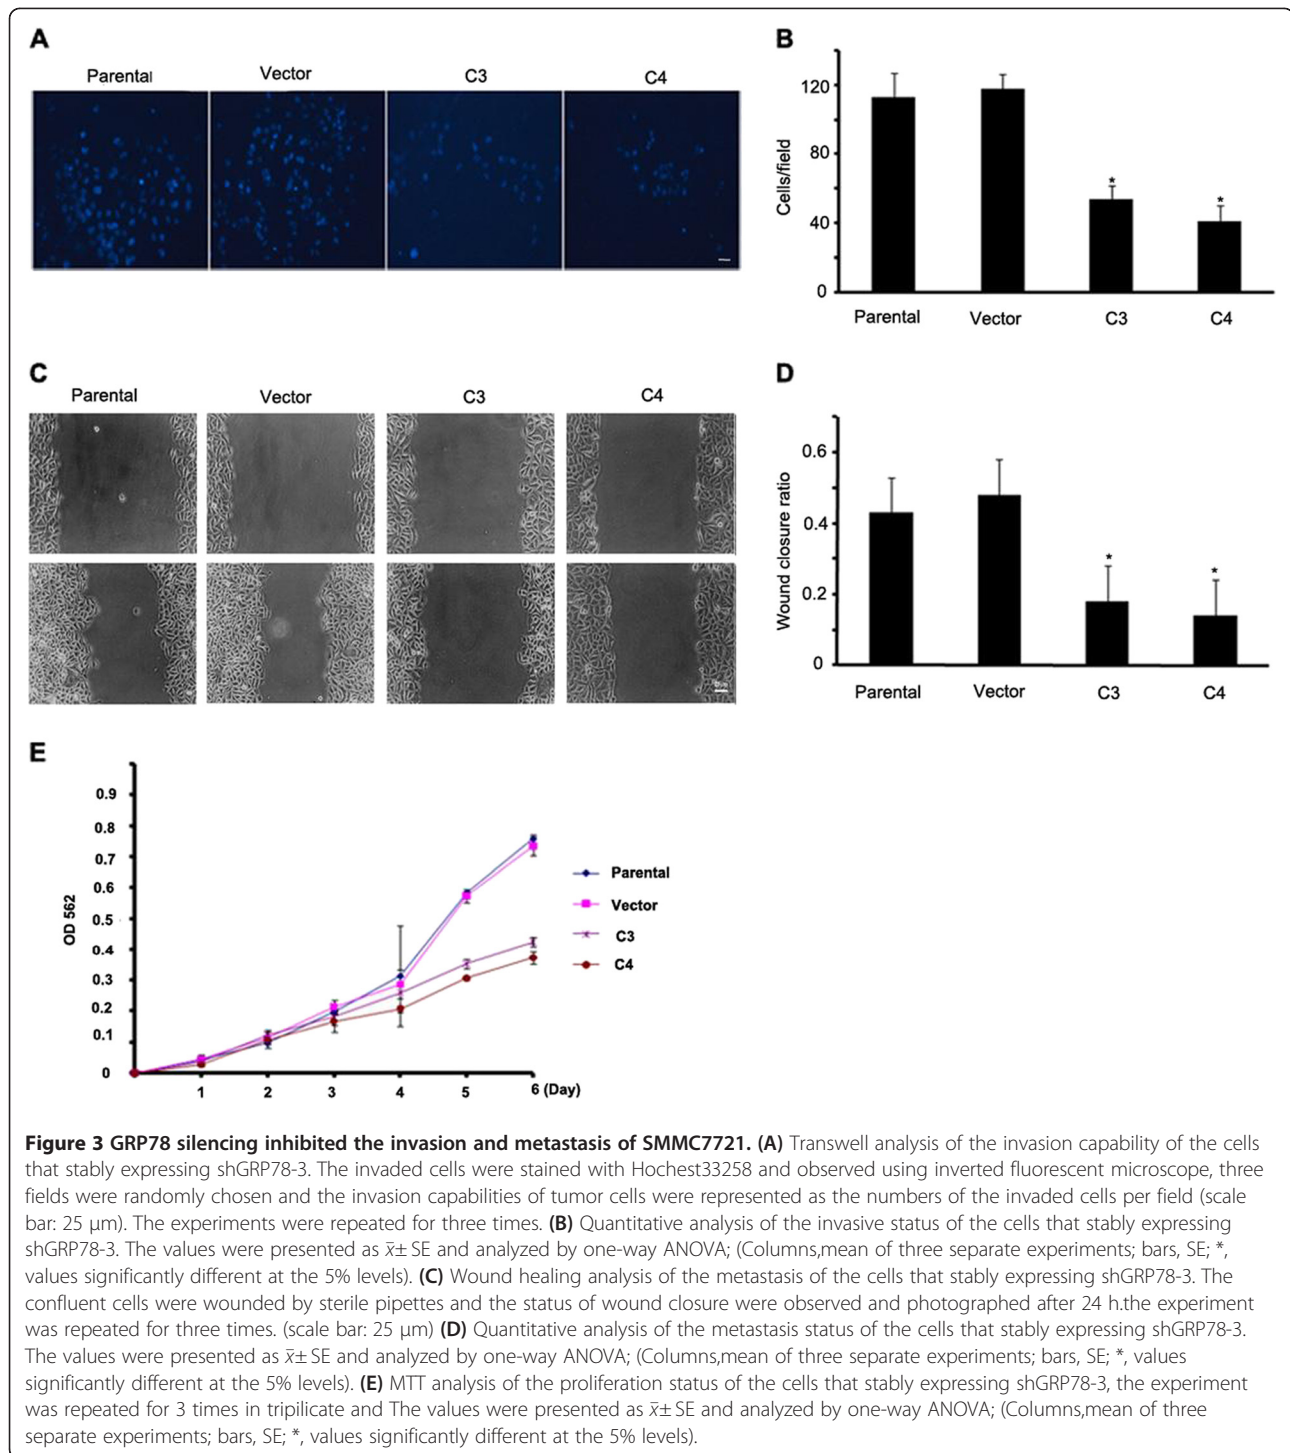 A
Parental Vector C3 C4
B
Cells/field
120
80
40
0
* *
Parental Vector C3 C4
C
Parental Vector C3 C4
D
Wound closure ratio
0.6
0.4
0.2
0
* *
Parental Vector C3 C4
E
OD 562
0.9
0.8
0.7
0.6
0.5
0.4
0.3
0.2
0.1
0
1 2 3 4 5 6 (Day)
Parental
Vector
C3
C4
Figure 3 GRP78 silencing inhibited the invasion and metastasis of SMMC7721. (A) Transwell analysis of the invasion capability of the cells
that stably expressing shGRP78-3. The invaded cells were stained with Hochest33258 and observed using inverted fluorescent microscope, three
fields were randomly chosen and the invasion capabilities of tumor cells were represented as the numbers of the invaded cells per field (scale
bar: 25 μm). The experiments were repeated for three times. (B) Quantitative analysis of the invasive status of the cells that stably expressing
shGRP78-3. The values were presented as x̄± SE and analyzed by one-way ANOVA; (Columns,mean of three separate experiments; bars, SE; *,
values significantly different at the 5% levels). (C) Wound healing analysis of the metastasis of the cells that stably expressing shGRP78-3. The
confluent cells were wounded by sterile pipettes and the status of wound closure were observed and photographed after 24 h.the experiment
was repeated for three times. (scale bar: 25 μm) (D) Quantitative analysis of the metastasis status of the cells that stably expressing shGRP78-3.
The values were presented as x̄± SE and analyzed by one-way ANOVA; (Columns,mean of three separate experiments; bars, SE; *, values
significantly different at the 5% levels). (E) MTT analysis of the proliferation status of the cells that stably expressing shGRP78-3, the experiment
was repeated for 3 times in tripilicate and The values were presented as x̄± SE and analyzed by one-way ANOVA; (Columns,mean of three
separate experiments; bars, SE; *, values significantly different at the 5% levels).